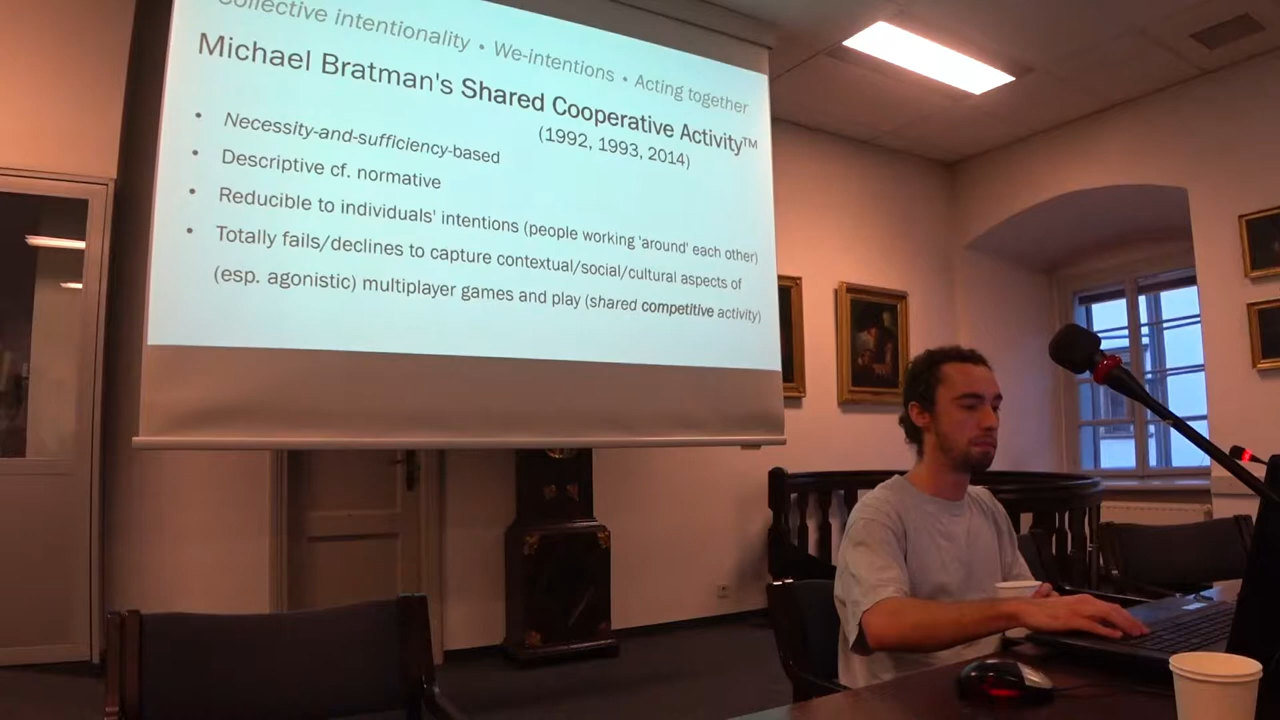 Collective intentionality • We-intentions • Acting together
Michael Bratman's Shared Cooperative Activity™
(1992, 1993, 2014)
• Necessity-and-sufficiency-based
• Descriptive cf. normative
• Reducible to individuals' intentions (people working 'around' each other)
• Totally fails/declines to capture contextual/social/cultural aspects of
(esp. agonistic) multiplayer games and play (shared competitive activity)